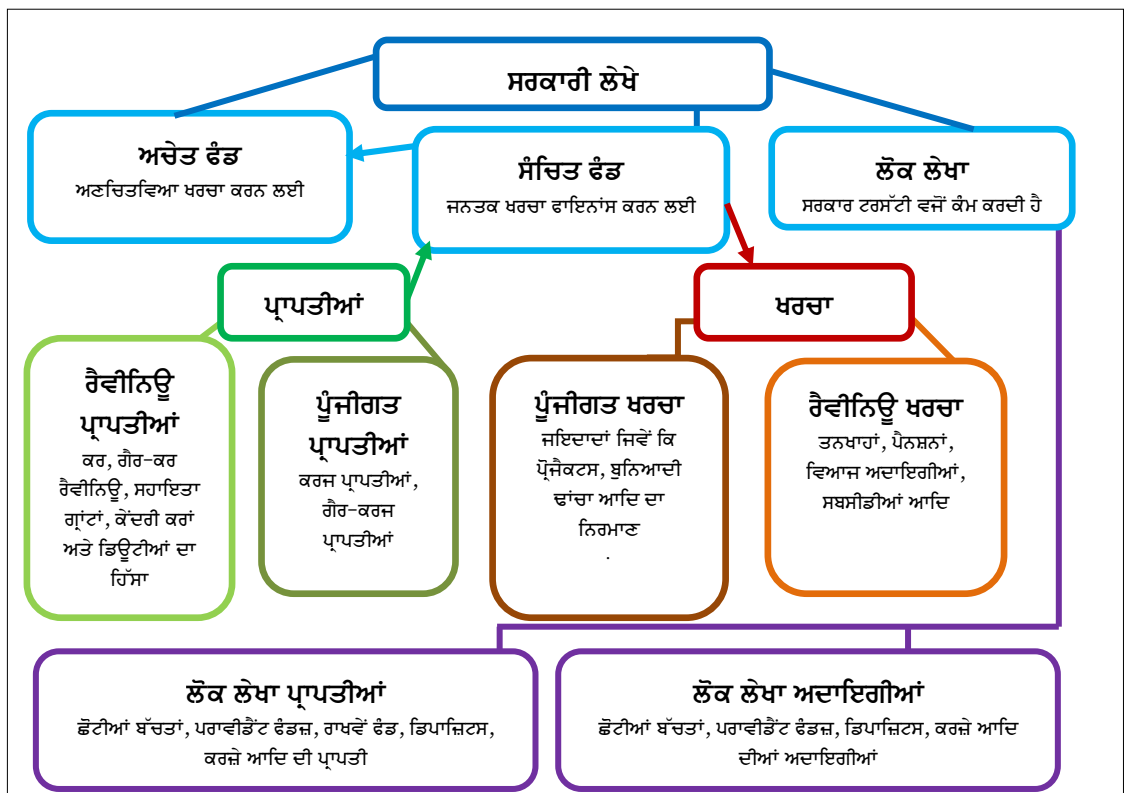 ਸਰਕਾਰੀ ਲੇਖੇ
ਅਚੇਤ ਫੰਡ
ਅਣਚਿਤਵਿਆ ਖਰਚਾ ਕਰਨ ਲਈ
ਸੰਚਿਤ ਫੰਡ
ਜਨਤਕ ਖਰਚਾ ਫਾਇਨਾਂਸ ਕਰਨ ਲਈ
ਲੋਕ ਲੇਖਾ
ਸਰਕਾਰ ਟਰਸੱਟੀ ਵਜੋਂ ਕੰਮ ਕਰਦੀ ਹੈ
ਪ੍ਰਾਪਤੀਆਂ
ਖਰਚਾ
ਰੈਵੀਨਿਊ
ਪ੍ਰਾਪਤੀਆਂ
ਕਰ, ਗੈਰ-ਕਰ
ਰੈਵੀਨਿਊ, ਸਹਾਇਤਾ
ਗ੍ਰਾਂਟਾਂ, ਕੇਂਦਰੀ ਕਰਾਂ
ਅਤੇ ਡਿਊਟੀਆਂ ਦਾ
ਹਿੱਸਾ
ਪੂੰਜੀਗਤ
ਪ੍ਰਾਪਤੀਆਂ
ਕਰਜ ਪ੍ਰਾਪਤੀਆਂ,
ਗੈਰ-ਕਰਜ
ਪ੍ਰਾਪਤੀਆਂ
ਪੂੰਜੀਗਤ ਖਰਚਾ
ਜਇਦਾਦਾਂ ਜਿਵੇਂ ਕਿ
ਪ੍ਰੋਜੈਕਟਸ, ਬੁਨਿਆਦੀ
ਢਾਂਚਾ ਆਦਿ ਦਾ
ਨਿਰਮਾਣ
.
ਰੈਵੀਨਿਊ ਖਰਚਾ
ਤਨਖਾਹਾਂ, ਪੈਨਸ਼ਨਾਂ,
ਵਿਆਜ ਅਦਾਇਗੀਆਂ,
ਸਬਸੀਡੀਆਂ ਆਦਿ
ਲੋਕ ਲੇਖਾ ਪ੍ਰਾਪਤੀਆਂ
ਛੋਟੀਆਂ ਬੱਚਤਾਂ, ਪਰਾਵੀਡੈਂਟ ਫੰਡਜ਼, ਰਾਖਵੇਂ ਫੰਡ, ਡਿਪਾਜ਼ਿਟਸ,
ਕਰਜ਼ੇ ਆਦਿ ਦੀ ਪ੍ਰਾਪਤੀ
ਲੋਕ ਲੇਖਾ ਅਦਾਇਗੀਆਂ
ਛੋਟੀਆਂ ਬੱਚਤਾਂ, ਪਰਾਵੀਡੈਂਟ ਫੰਡਜ਼, ਡਿਪਾਜ਼ਿਟਸ, ਕਰਜ਼ੇ ਆਦਿ
ਦੀਆਂ ਅਦਾਇਗੀਆਂ